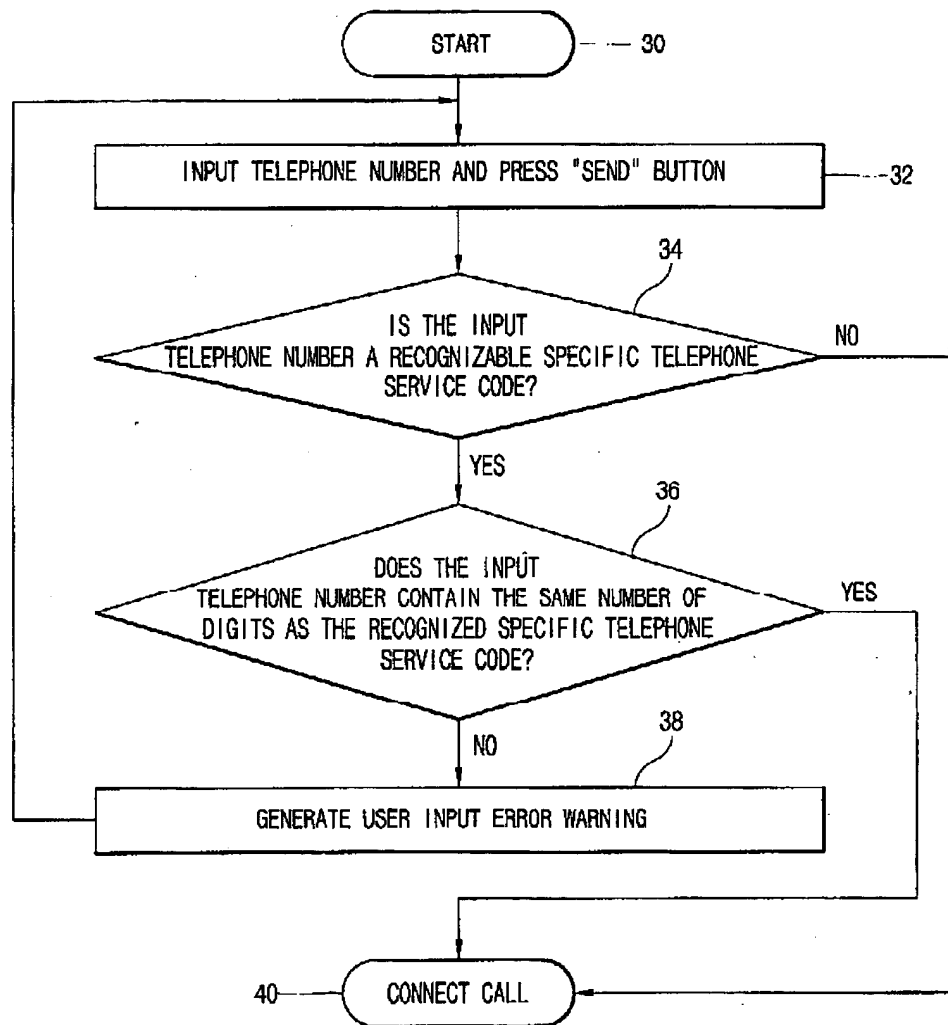 START
30
INPUT TELEPHONE NUMBER AND PRESS "SEND" BUTTON
32
34
IS THE INPUT
TELEPHONE NUMBER A RECOGNIZABLE SPECIFIC TELEPHONE
SERVICE CODE?
NO
YES
36
DOES THE INPUT
TELEPHONE NUMBER CONTAIN THE SAME NUMBER OF
DIGITS AS THE RECOGNIZED SPECIFIC TELEPHONE
SERVICE CODE?
YES
NO
38
GENERATE USER INPUT ERROR WARNING
40
CONNECT CALL